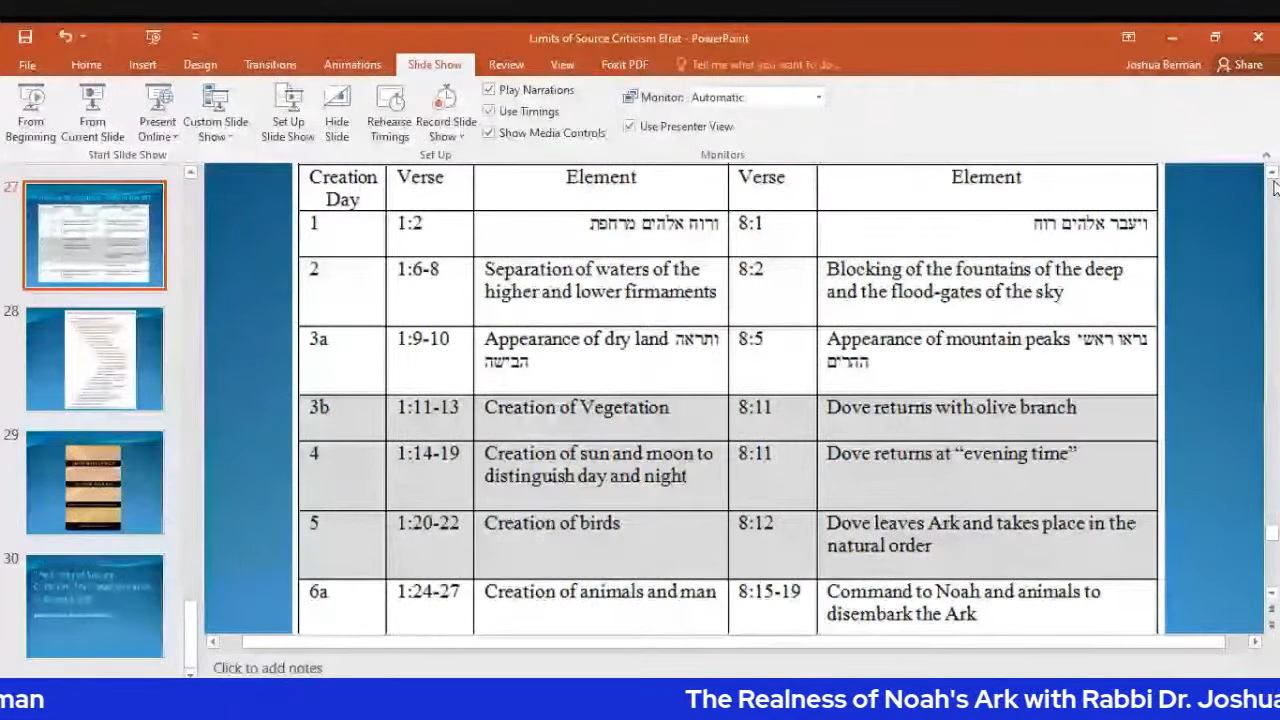 Limits of Source Criticism Efrat - PowerPoint
File Home Insert Design Transitions Animations Slide Show Review View Foxit PDF Tell me what you want to do... Joshua Berman Share
From Beginning
From Current Slide
Present Online
Custom Slide Show
Set Up Slide Show
Hide Slide
Rehearse Timings
Record Slide Show
Play Narrations
Use Timings
Show Media Controls
Monitor: Automatic
Use Presenter View
Start Slide Show
Set Up
Monitors
27
28
29
30
Creation Verse Element Verse Element
Day
1 1:2 ורוח אלהים מרחפת 8:1 ויעבר אלהים רוח
2 1:6-8 Separation of waters of the 8:2 Blocking of the fountains of the deep
higher and lower firmaments and the flood-gates of the sky
3a 1:9-10 Appearance of dry land ותראה 8:5 Appearance of mountain peaks נראו ראשי
היבשה ההרים
3b 1:11-13 Creation of Vegetation 8:11 Dove returns with olive branch
4 1:14-19 Creation of sun and moon to 8:11 Dove returns at “evening time”
distinguish day and night
5 1:20-22 Creation of birds 8:12 Dove leaves Ark and takes place in the
natural order
6a 1:24-27 Creation of animals and man 8:15-19 Command to Noah and animals to
disembark the Ark
Click to add notes
man The Realness of Noah's Ark with Rabbi Dr. Joshua